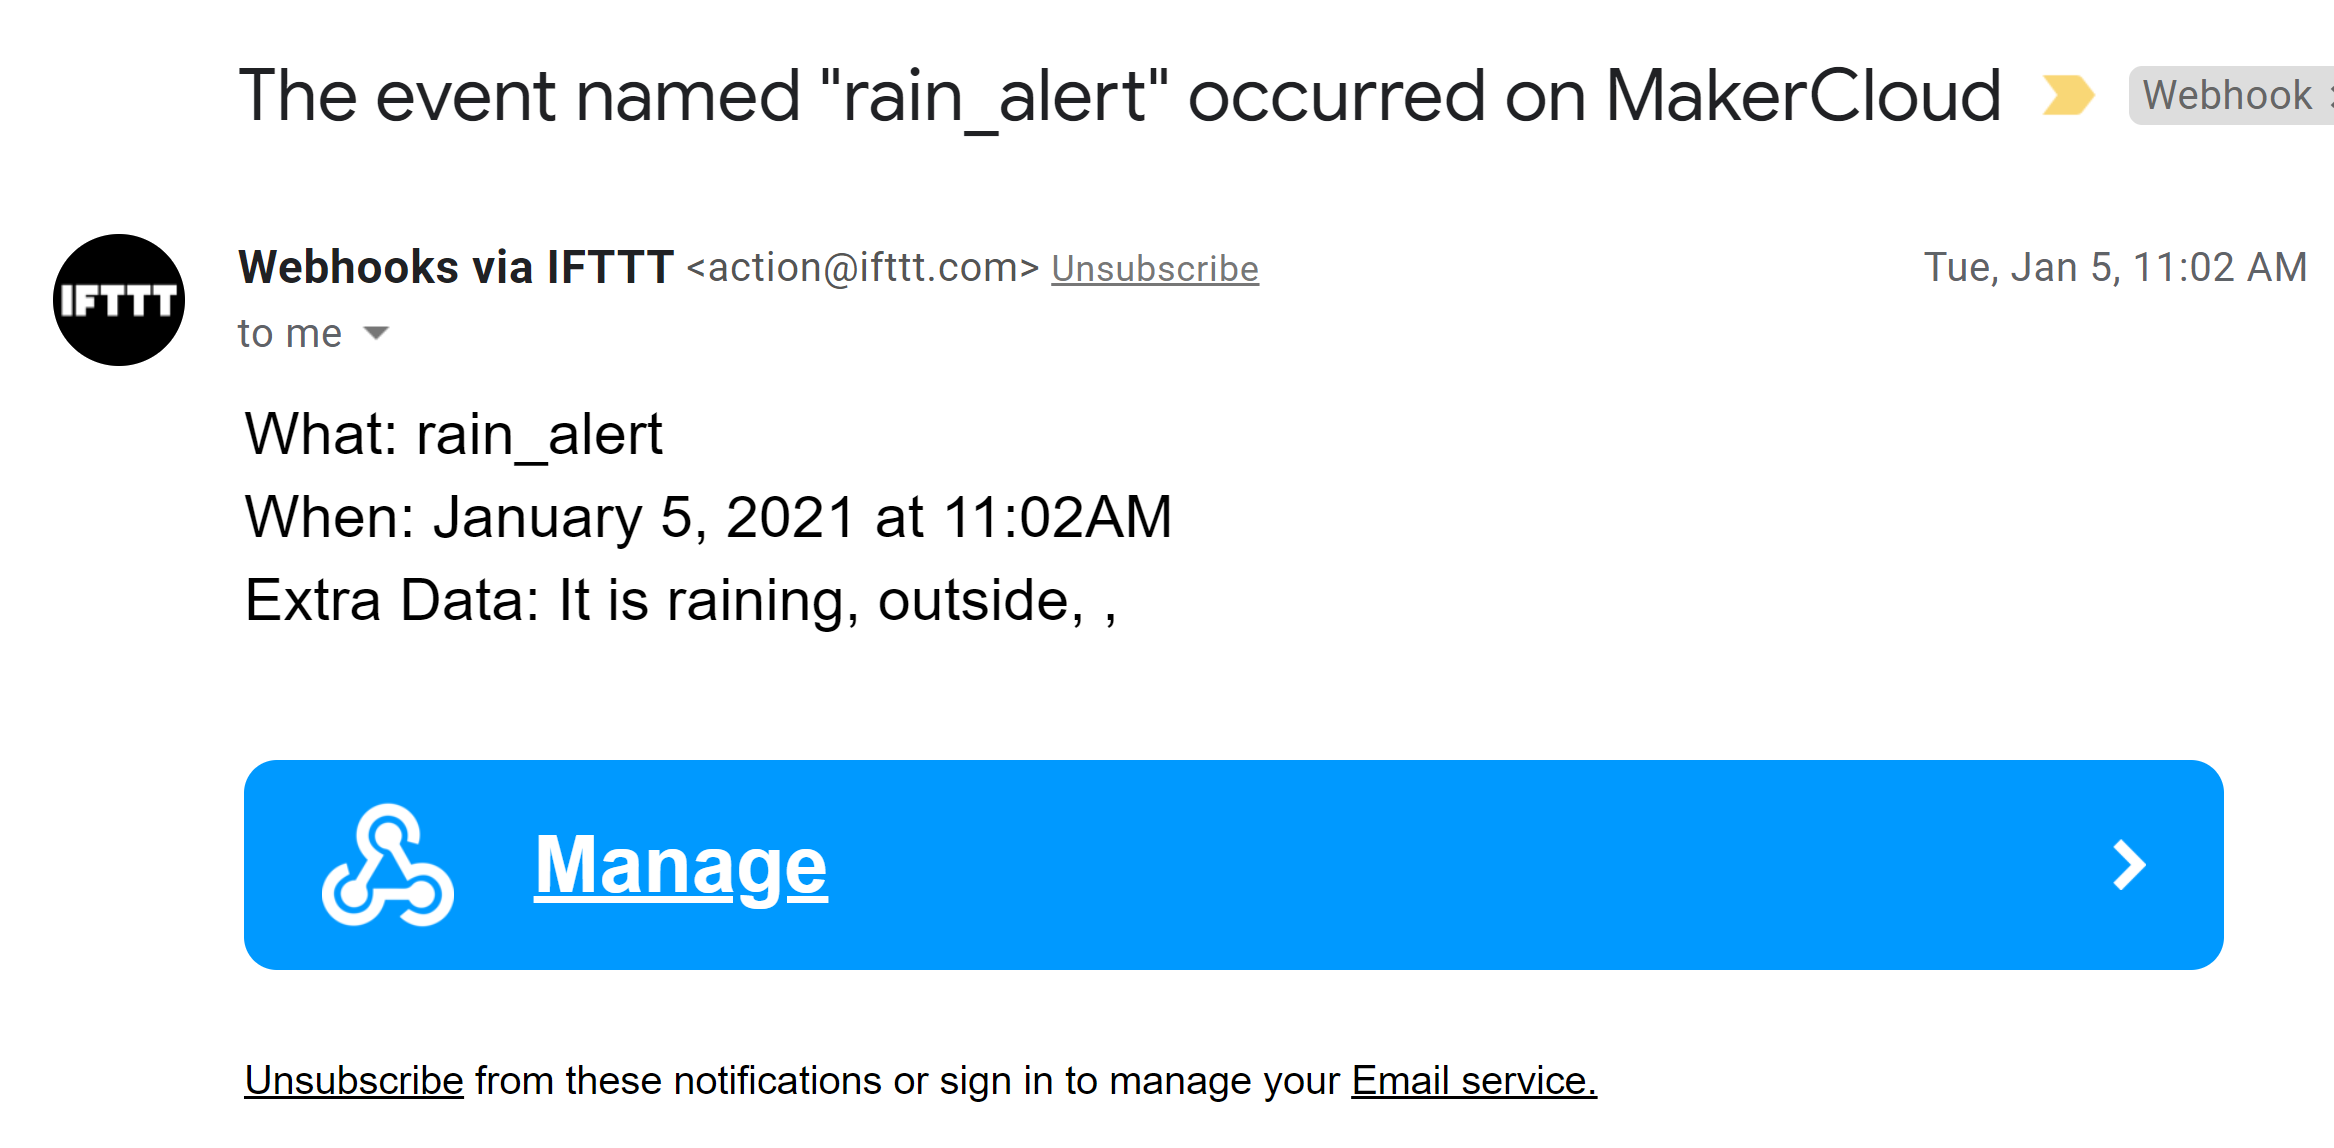 The event named "rain_alert" occurred on MakerCloud Webhook
IFTTT Webhooks via IFTTT <action@ifttt.com> Unsubscribe Tue, Jan 5, 11:02 AM
to me
What: rain_alert
When: January 5, 2021 at 11:02AM
Extra Data: It is raining, outside, ,
Manage
Unsubscribe from these notifications or sign in to manage your Email service.